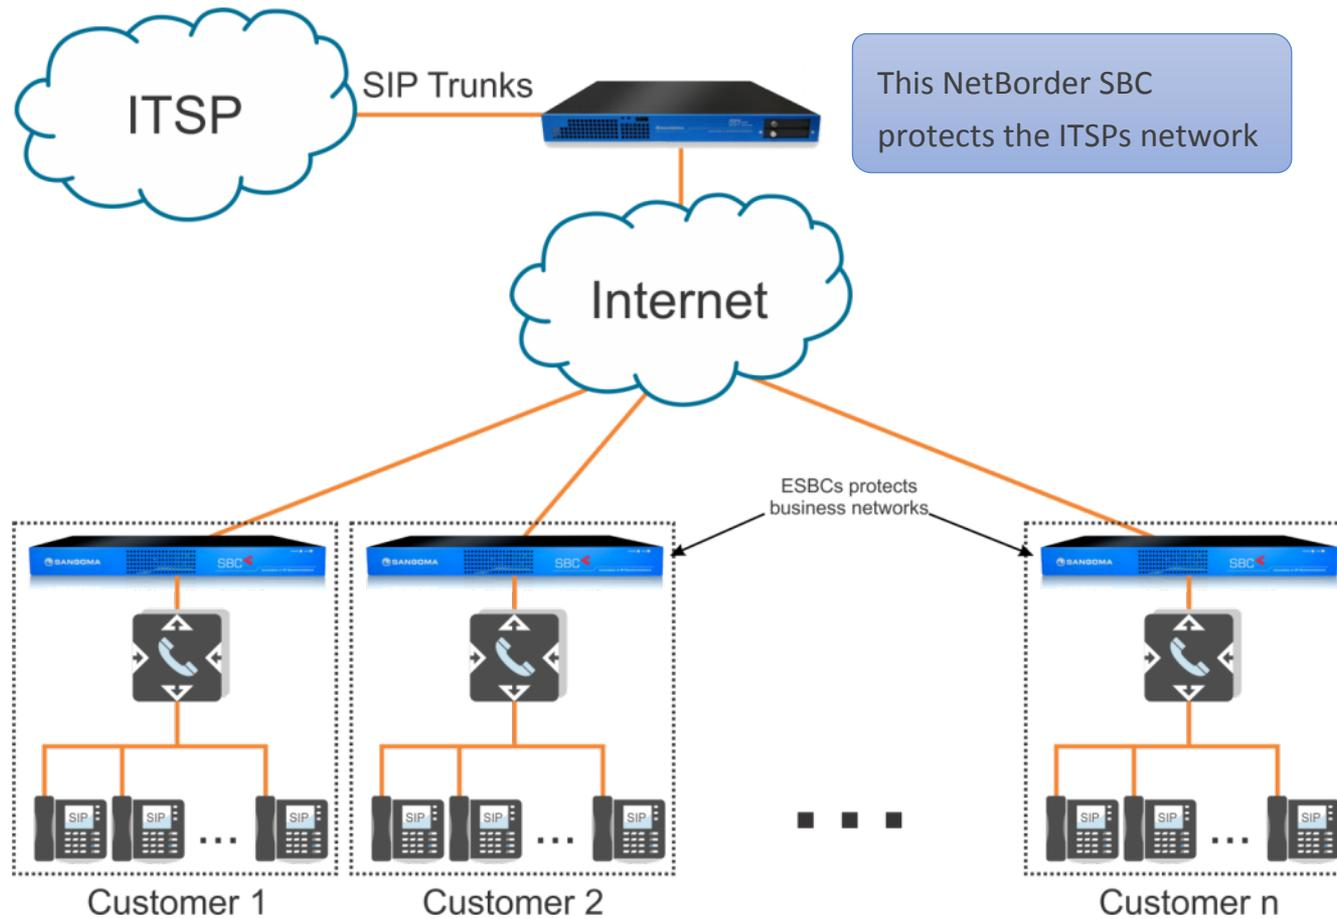 ITSP
SIP Trunks
This NetBorder SBC
protects the ITSPs network
SANGOMA
Internet
ESBCs protects
business networks
SANGOMA
SBC
SANGOMA
SBC
SANGOMA
SBC
SIP
SIP
...
SIP
SIP
SIP
...
SIP
SIP
SIP
...
SIP
Customer 1
Customer 2
Customer n